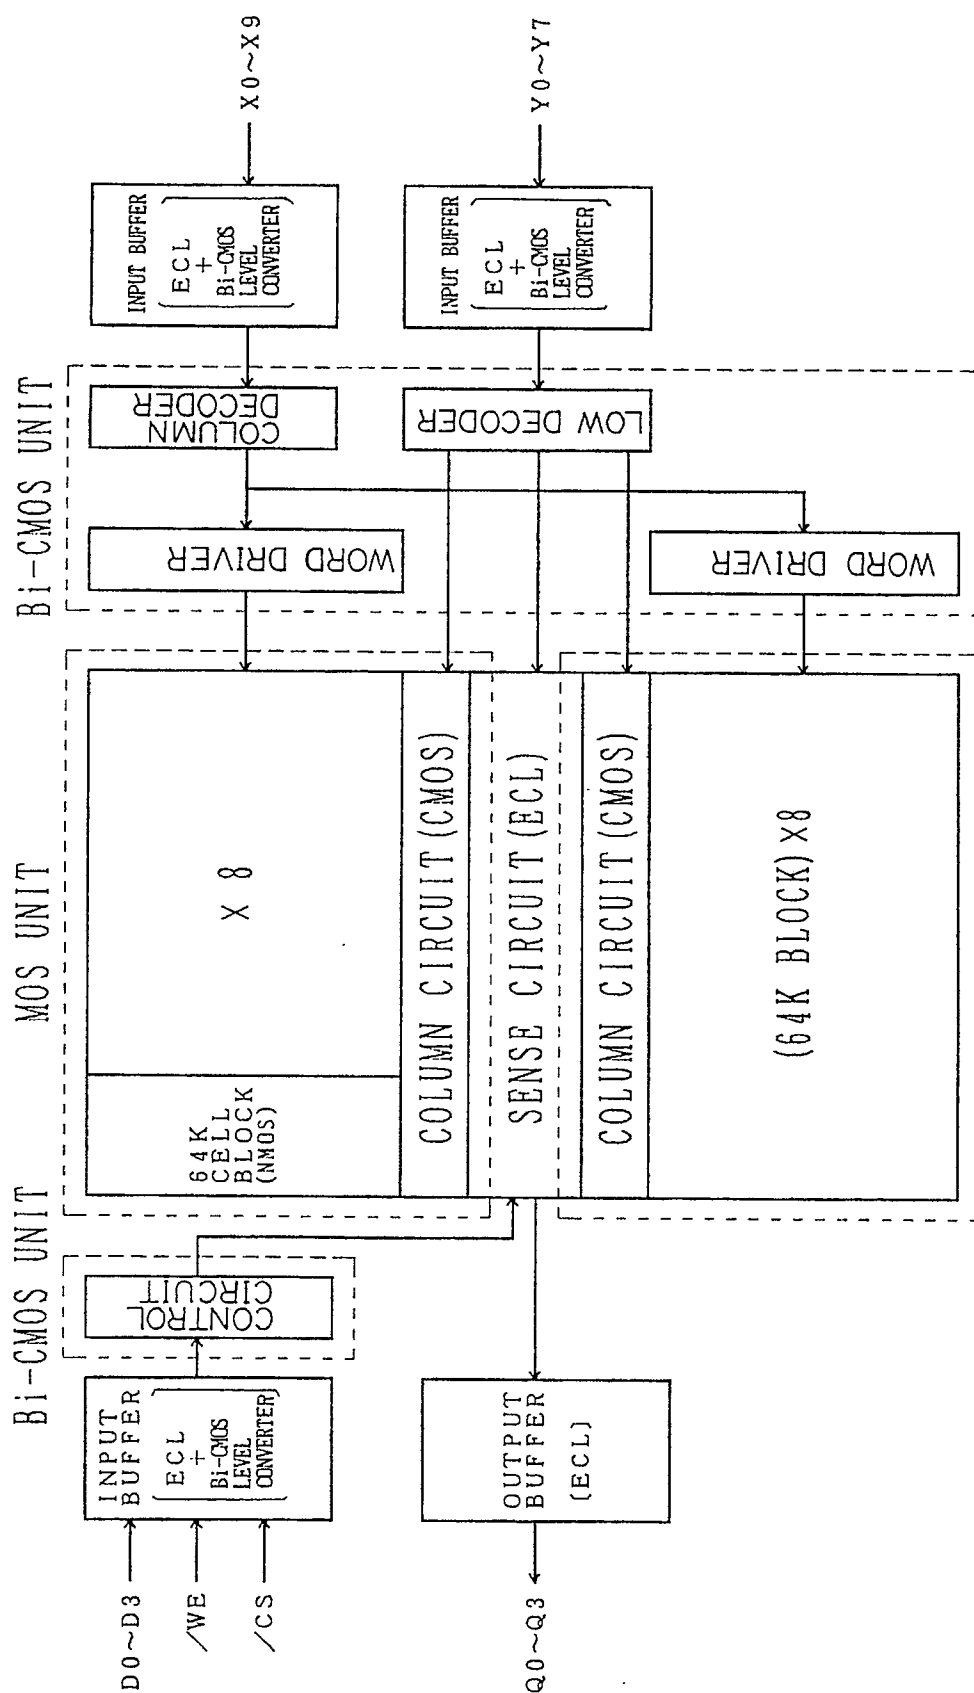 Bi-CMOS UNIT
MOS UNIT
Bi-CMOS UNIT
D0~D3
/WE
/CS
INPUT
BUFFER
ECL
+
Bi-CMOS
LEVEL
CONVERTER
CONTROL
CIRCUIT
64K
CELL
BLOCK
(NMOS)
X 8
WORD DRIVER
COLUMN
DECODER
INPUT BUFFER
ECL
+
Bi-CMOS
LEVEL
CONVERTER
X0~X9
COLUMN CIRCUIT (CMOS)
SENSE CIRCUIT (ECL)
COLUMN CIRCUIT (CMOS)
LOW DECODER
INPUT BUFFER
ECL
+
Bi-CMOS
LEVEL
CONVERTER
Y0~Y7
Q0~Q3
OUTPUT
BUFFER
(ECL)
(64K BLOCK) X8
WORD DRIVER